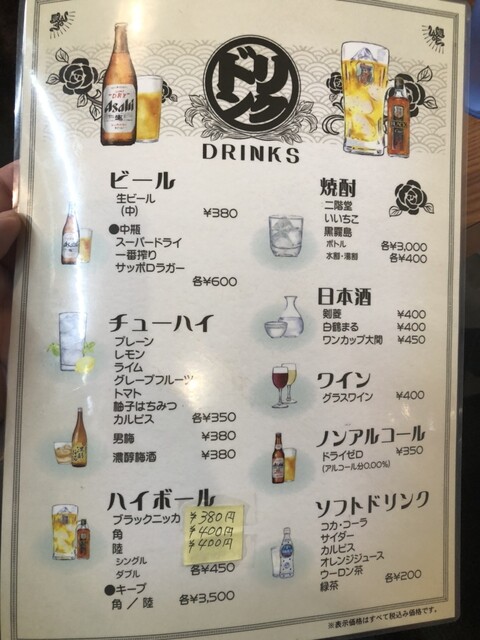 ドリンク
DRINKS
DRY
Asahi
生
ビール
生ビール
(中) ¥380
●中瓶
スーパードライ
一番搾り
サッポロラガー
各¥600
チューハイ
プレーン
レモン
ライム
グレープフルーツ
トマト
柚子はちみつ
カルピス 各¥350
男梅 ¥380
濃醇梅酒 ¥380
ハイボール
ブラックニッカ ¥380円
角 ¥400円
陸 ¥400円
シングル
ダブル 各¥450
●キープ
角/陸 各¥3,500
焼酎
二階堂
いいちこ
黒霧島
ボトル 各¥3,000
水割・湯割 各¥400
日本酒
剣菱 ¥400
白鶴まる ¥400
ワンカップ大関 ¥450
ワイン
グラスワイン ¥400
ノンアルコール
ドライゼロ ¥350
(アルコール分0.00%)
ソフトドリンク
コカ・コーラ
サイダー
カルピス
オレンジジュース
ウーロン茶
緑茶 各¥200
※表示価格はすべて税込み価格です。